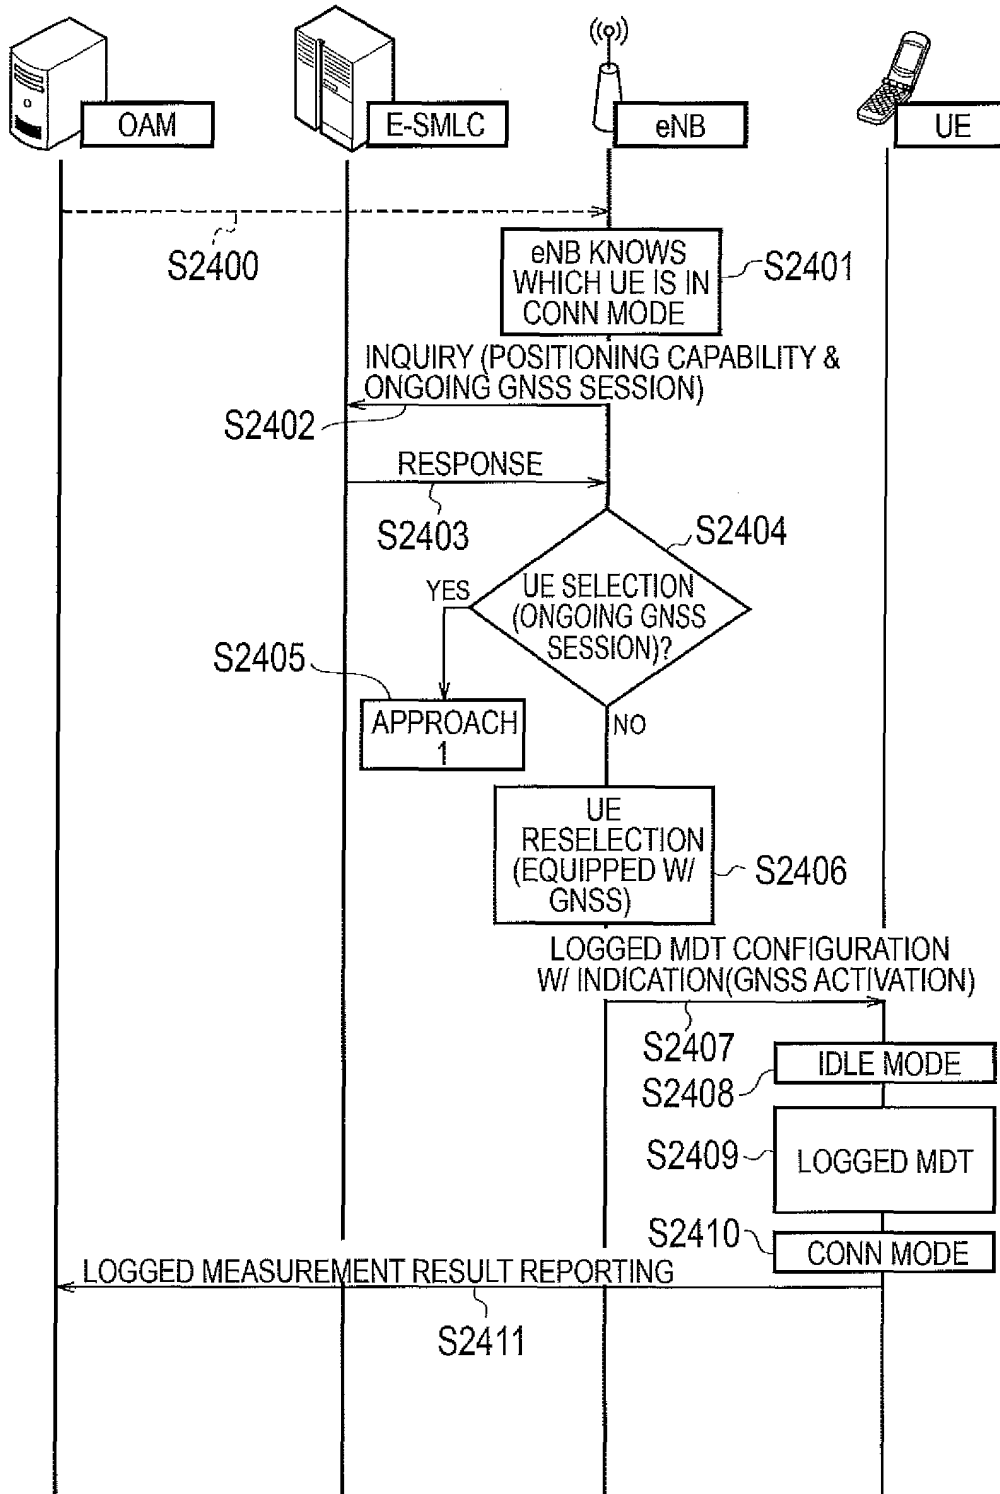 OAM
E-SMLC
eNB
UE
S2400
eNB KNOWS
WHICH UE IS IN
CONN MODE
S2401
INQUIRY (POSITIONING CAPABILITY &
ONGOING GNSS SESSION)
S2402
RESPONSE
S2403
S2404
UE SELECTION
(ONGOING GNSS
SESSION)?
YES
S2405
APPROACH
1
NO
UE
RESELECTION
(EQUIPPED W/
GNSS)
S2406
LOGGED MDT CONFIGURATION
W/ INDICATION(GNSS ACTIVATION)
S2407
IDLE MODE
S2408
S2409
LOGGED MDT
S2410
CONN MODE
LOGGED MEASUREMENT RESULT REPORTING
S2411